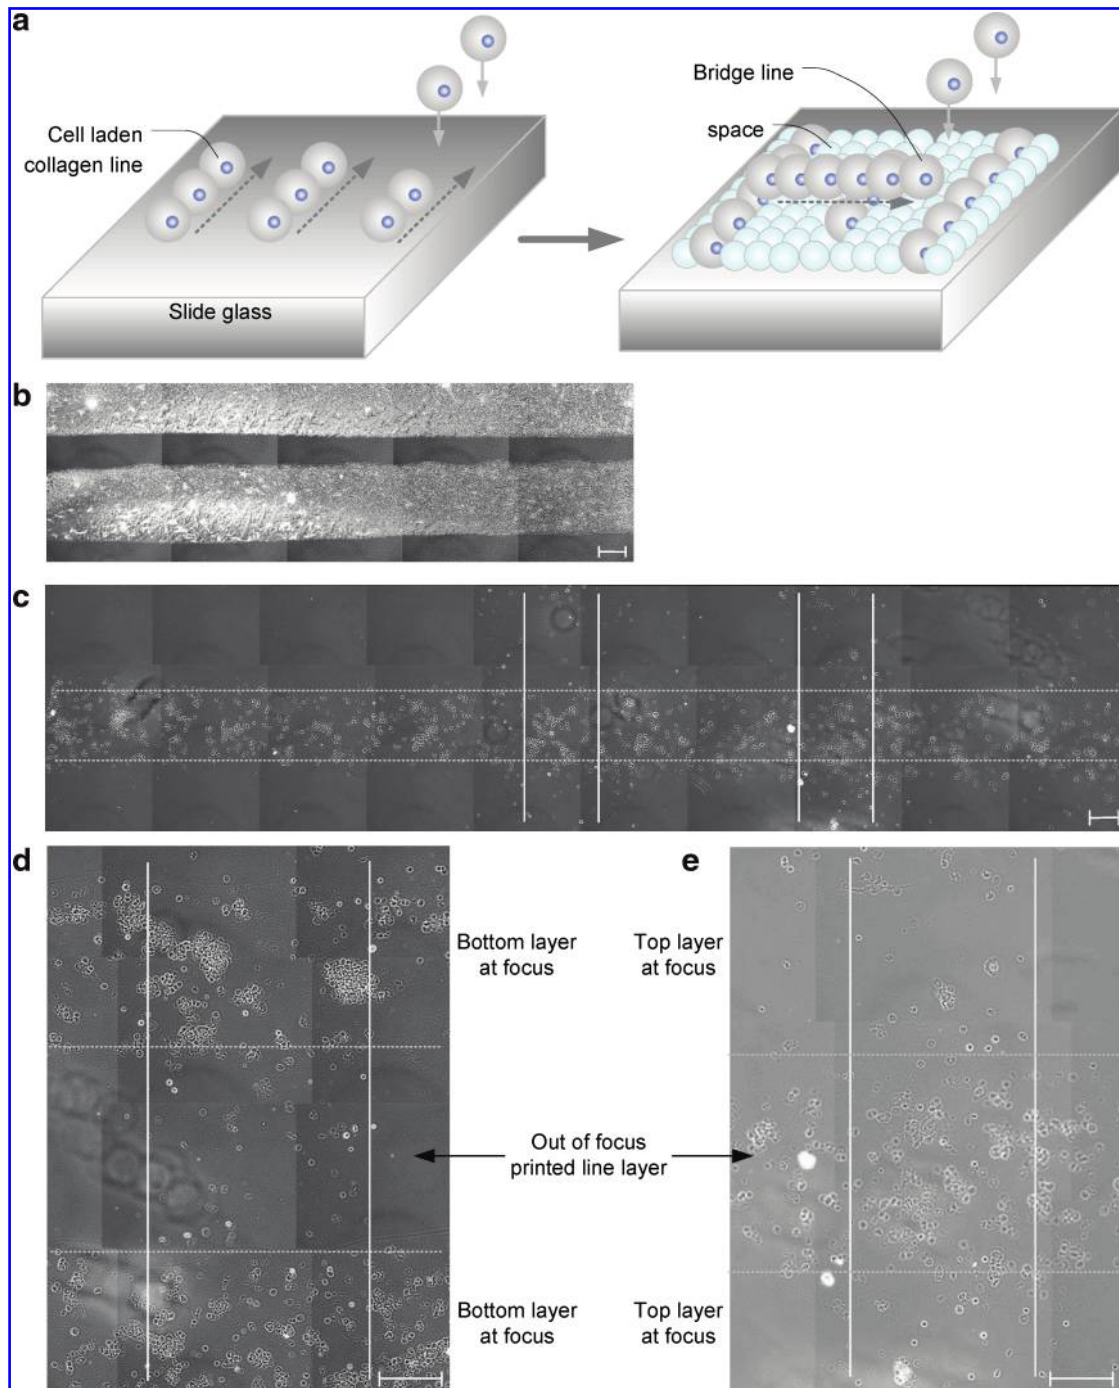 a
Cell laden
collagen line
Slide glass
Bridge line
space
b
c
d
Bottom layer
at focus
e
Top layer
at focus
Out of focus
printed line layer
Bottom layer
at focus
Top layer
at focus